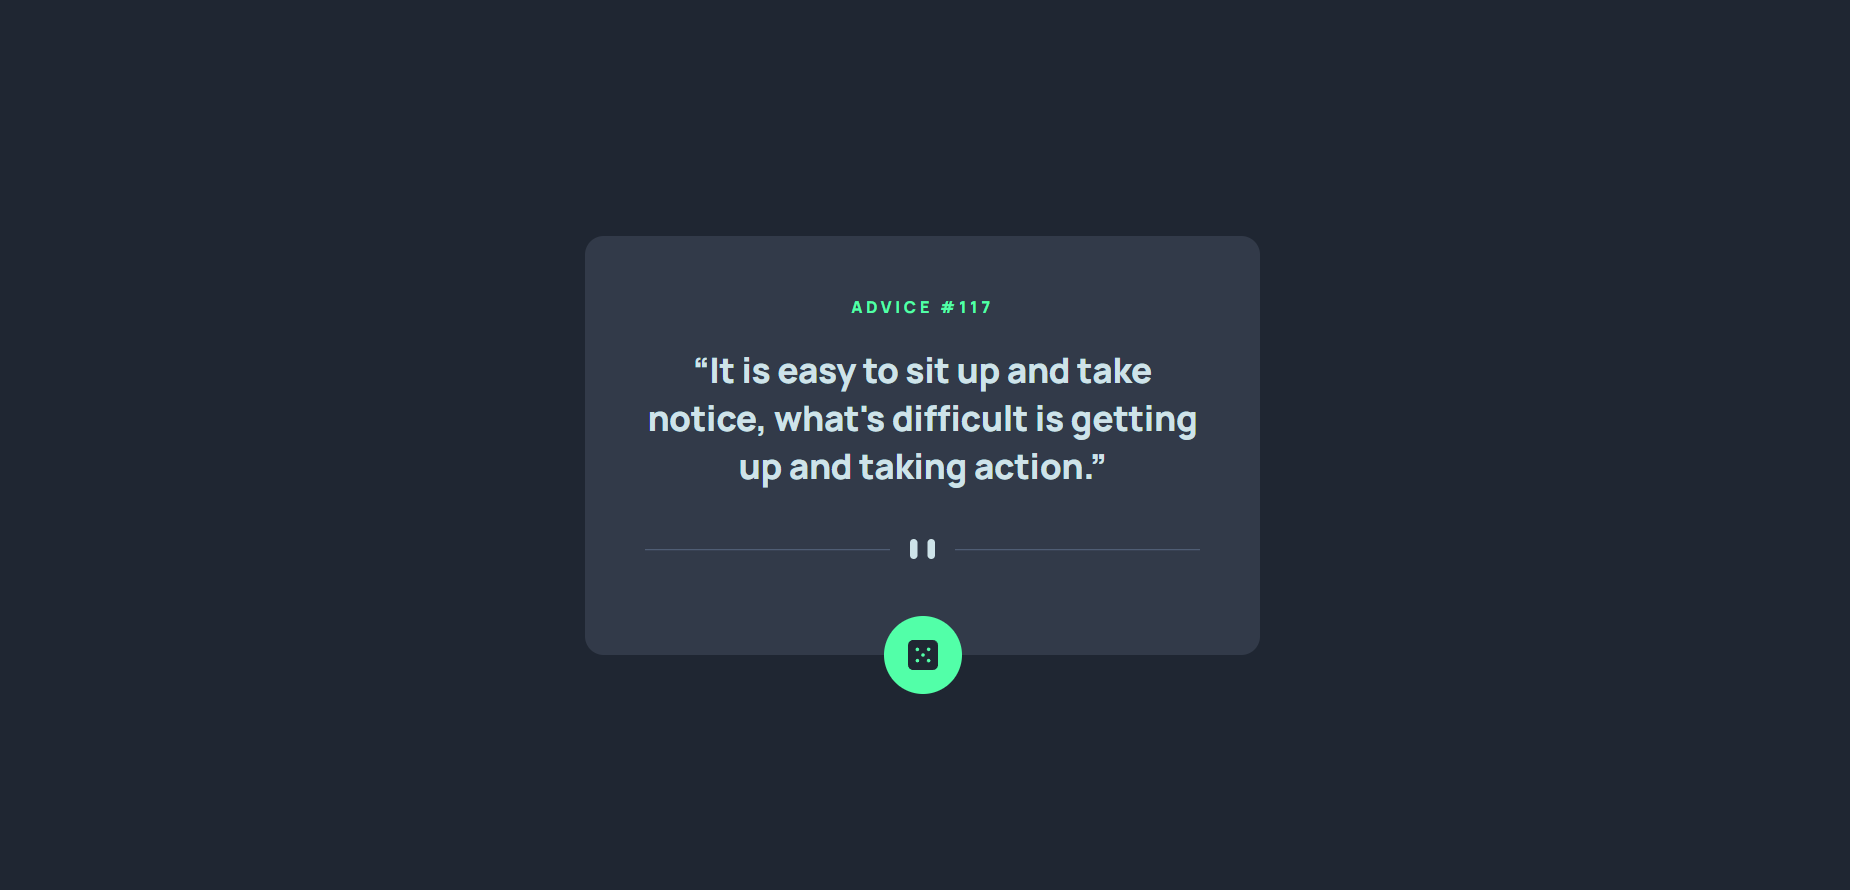 ADVICE #117
“It is easy to sit up and take
notice, what's difficult is getting
up and taking action.”